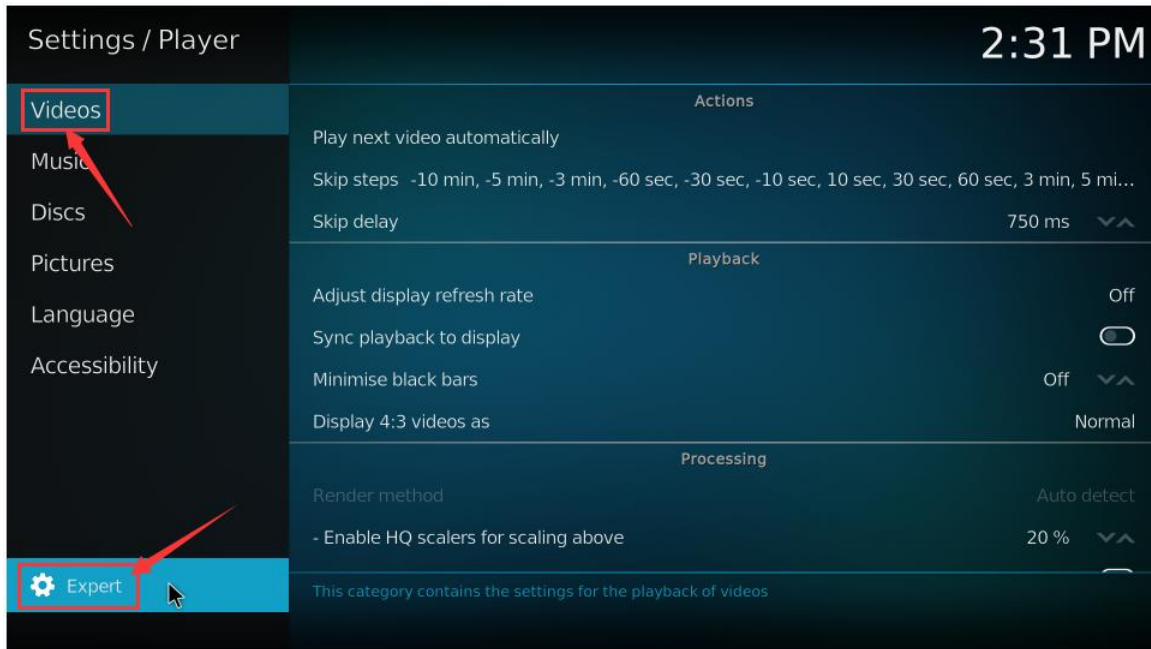 Settings / Player
2:31 PM
Videos
Music
Discs
Pictures
Language
Accessibility
Expert
Actions
Play next video automatically
Skip steps -10 min, -5 min, -3 min, -60 sec, -30 sec, -10 sec, 10 sec, 30 sec, 60 sec, 3 min, 5 mi...
Skip delay 750 ms
Playback
Adjust display refresh rate Off
Sync playback to display
Minimise black bars Off
Display 4:3 videos as Normal
Processing
Render method Auto detect
- Enable HQ scalers for scaling above 20 %
This category contains the settings for the playback of videos